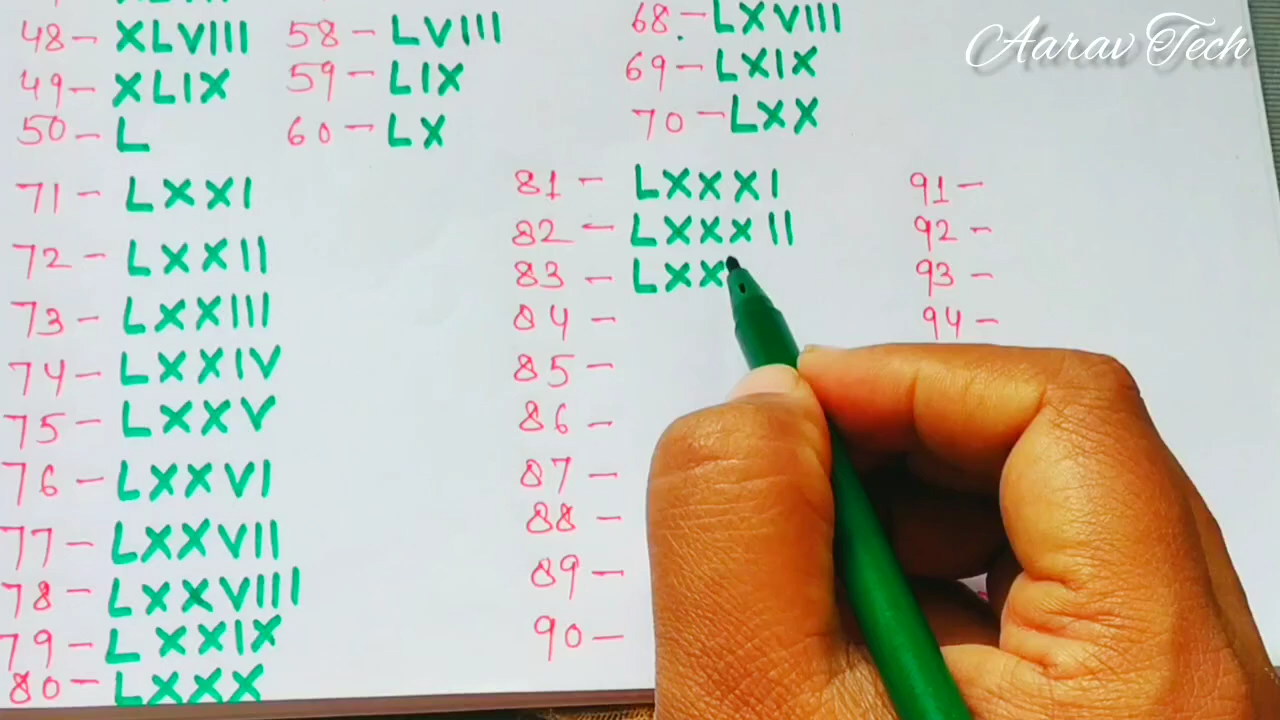 Aarav Tech
48 - XLVIII
49 - XLIX
50 - L
58 - LVIII
59 - LIX
60 - LX
68 - LXVIII
69 - LXIX
70 - LXX
71 - LXXI
72 - LXXII
73 - LXXIII
74 - LXXIV
75 - LXXV
76 - LXXVI
77 - LXXVII
78 - LXXVIII
79 - LXXIX
80 - LXXX
81 - LXXXI
82 - LXXXII
83 - LXX
84 -
85 -
86 -
87 -
88 -
89 -
90 -
91 -
92 -
93 -
94 -